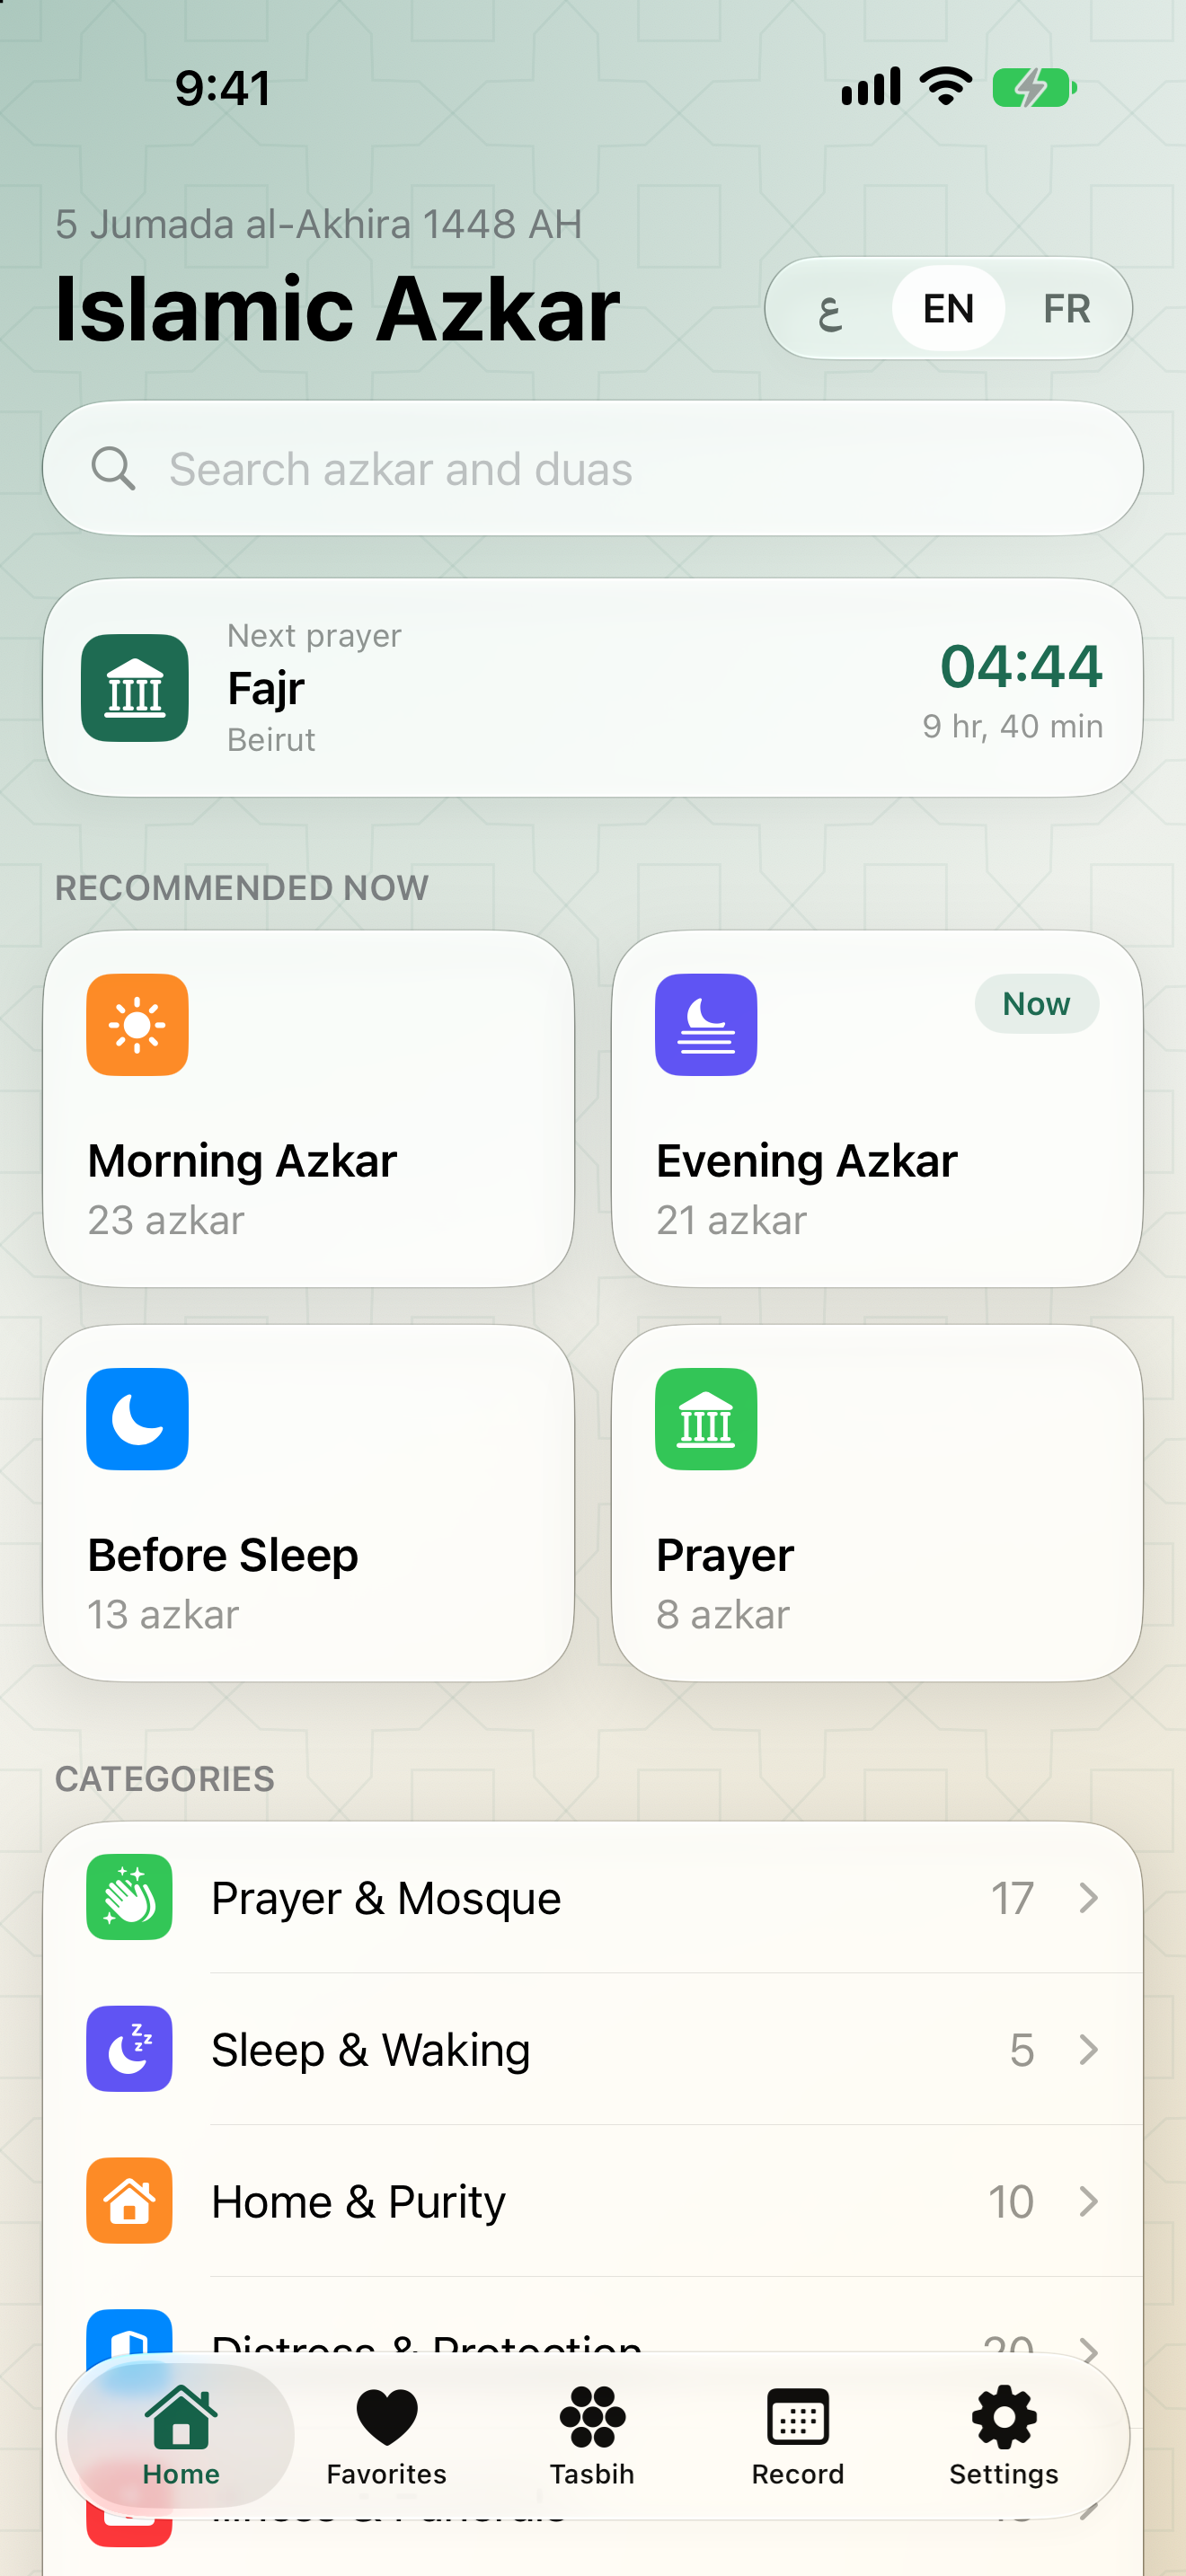 9:41
5 Jumada al-Akhira 1448 AH
Islamic Azkar
ع EN FR
Search azkar and duas
Next prayer
Fajr
Beirut
04:44
9 hr, 40 min
RECOMMENDED NOW
Morning Azkar
23 azkar
Now
Evening Azkar
21 azkar
Before Sleep
13 azkar
Prayer
8 azkar
CATEGORIES
Prayer & Mosque 17
Sleep & Waking 5
Home & Purity 10
Distress & Protection 20
Home Favorites Tasbih Record Settings